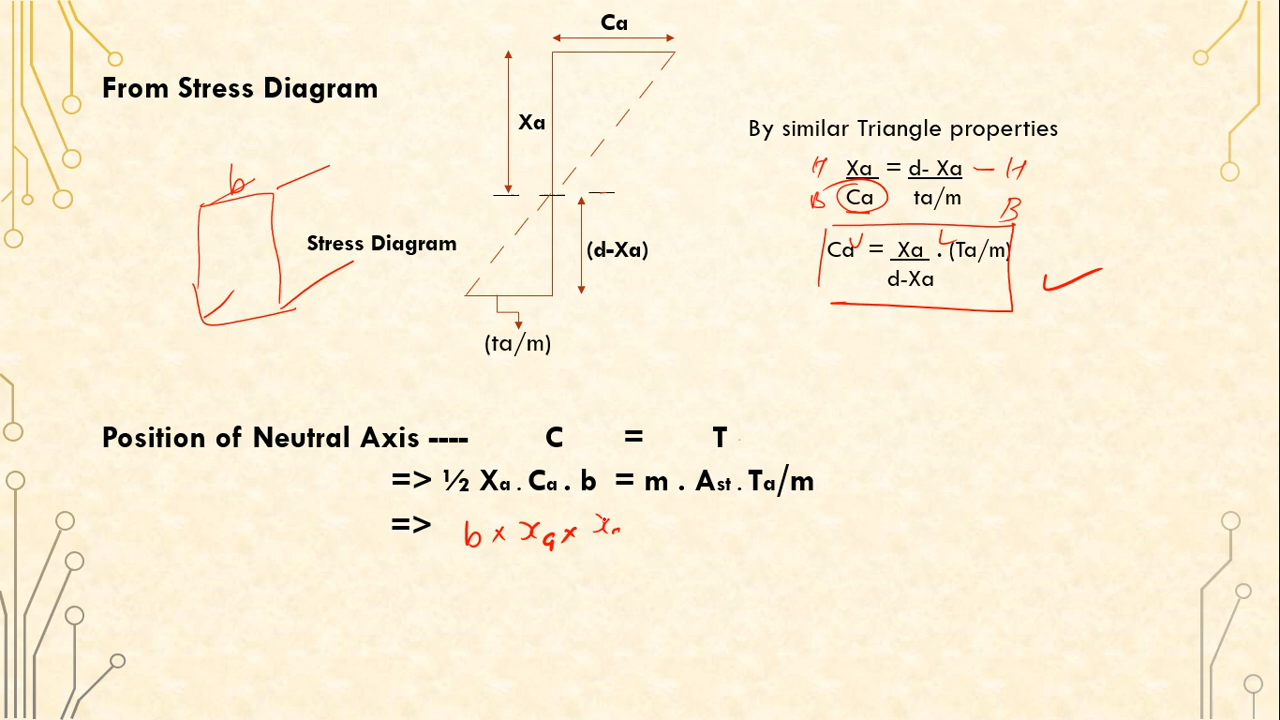 Ca
From Stress Diagram
Xa
By similar Triangle properties
H Xa = d- Xa – H
B Ca ta/m B
b
Stress Diagram
(d-Xa)
Ca = Xa . (Ta/m)
d-Xa
(ta/m)
Position of Neutral Axis ---- C = T
=> ½ Xa . Ca . b = m . Ast . Ta/m
=> b × xa ×